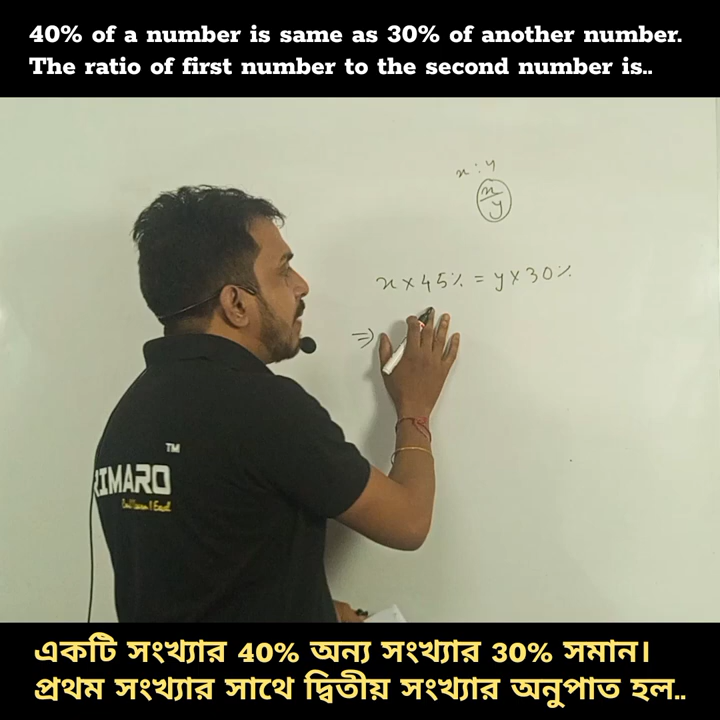 40% of a number is same as 30% of another number.
The ratio of first number to the second number is..
x : y
x
y
x × 45% = y × 30%
⇒
TM
RIMARO
একটি সংখ্যার 40% অন্য সংখ্যার 30% সমান।
প্রথম সংখ্যার সাথে দ্বিতীয় সংখ্যার অনুপাত হল..